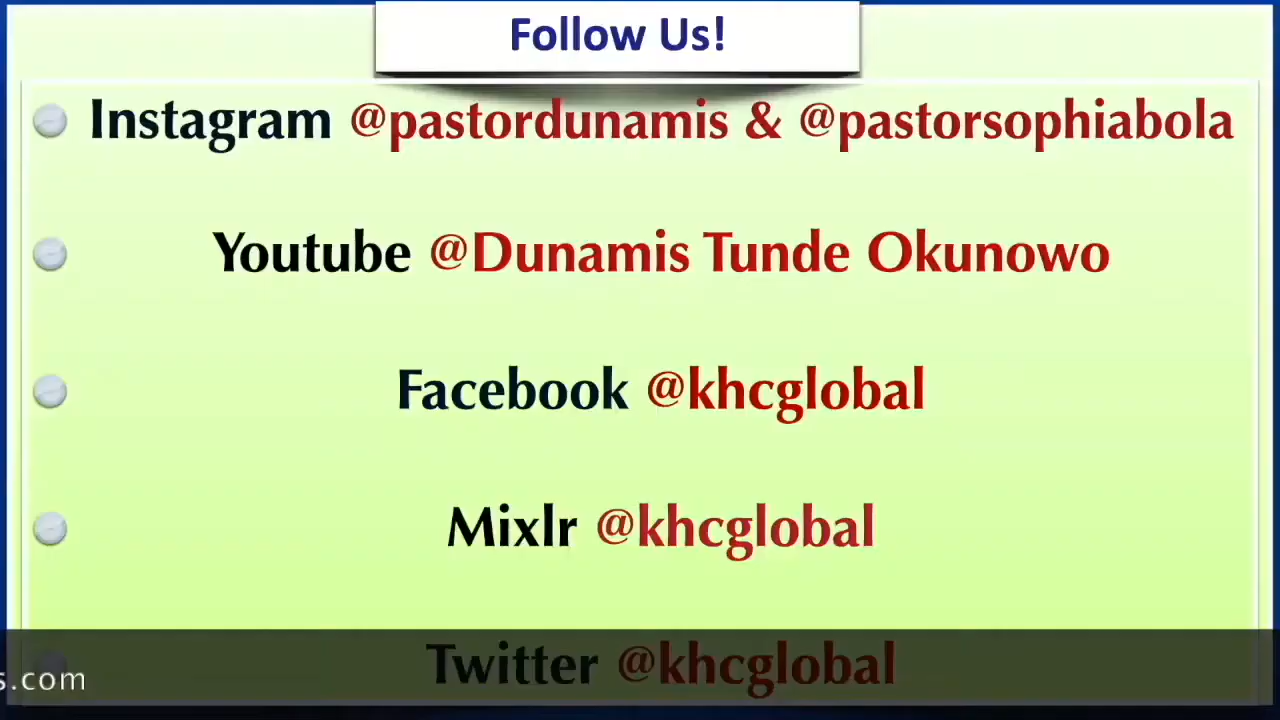 Follow Us!
Instagram @pastordunamis & @pastorsophiabola
Youtube @Dunamis Tunde Okunowo
Facebook @khcglobal
Mixlr @khcglobal
Twitter @khcglobal
s.com